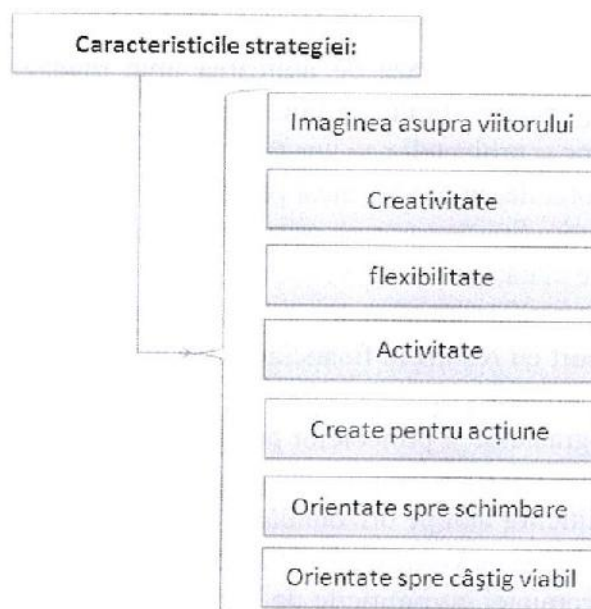 Caracteristicile strategiei:
Imaginea asupra viitorului
Creativitate
flexibilitate
Activitate
Create pentru acțiune
Orientate spre schimbare
Orientate spre câștig viabil